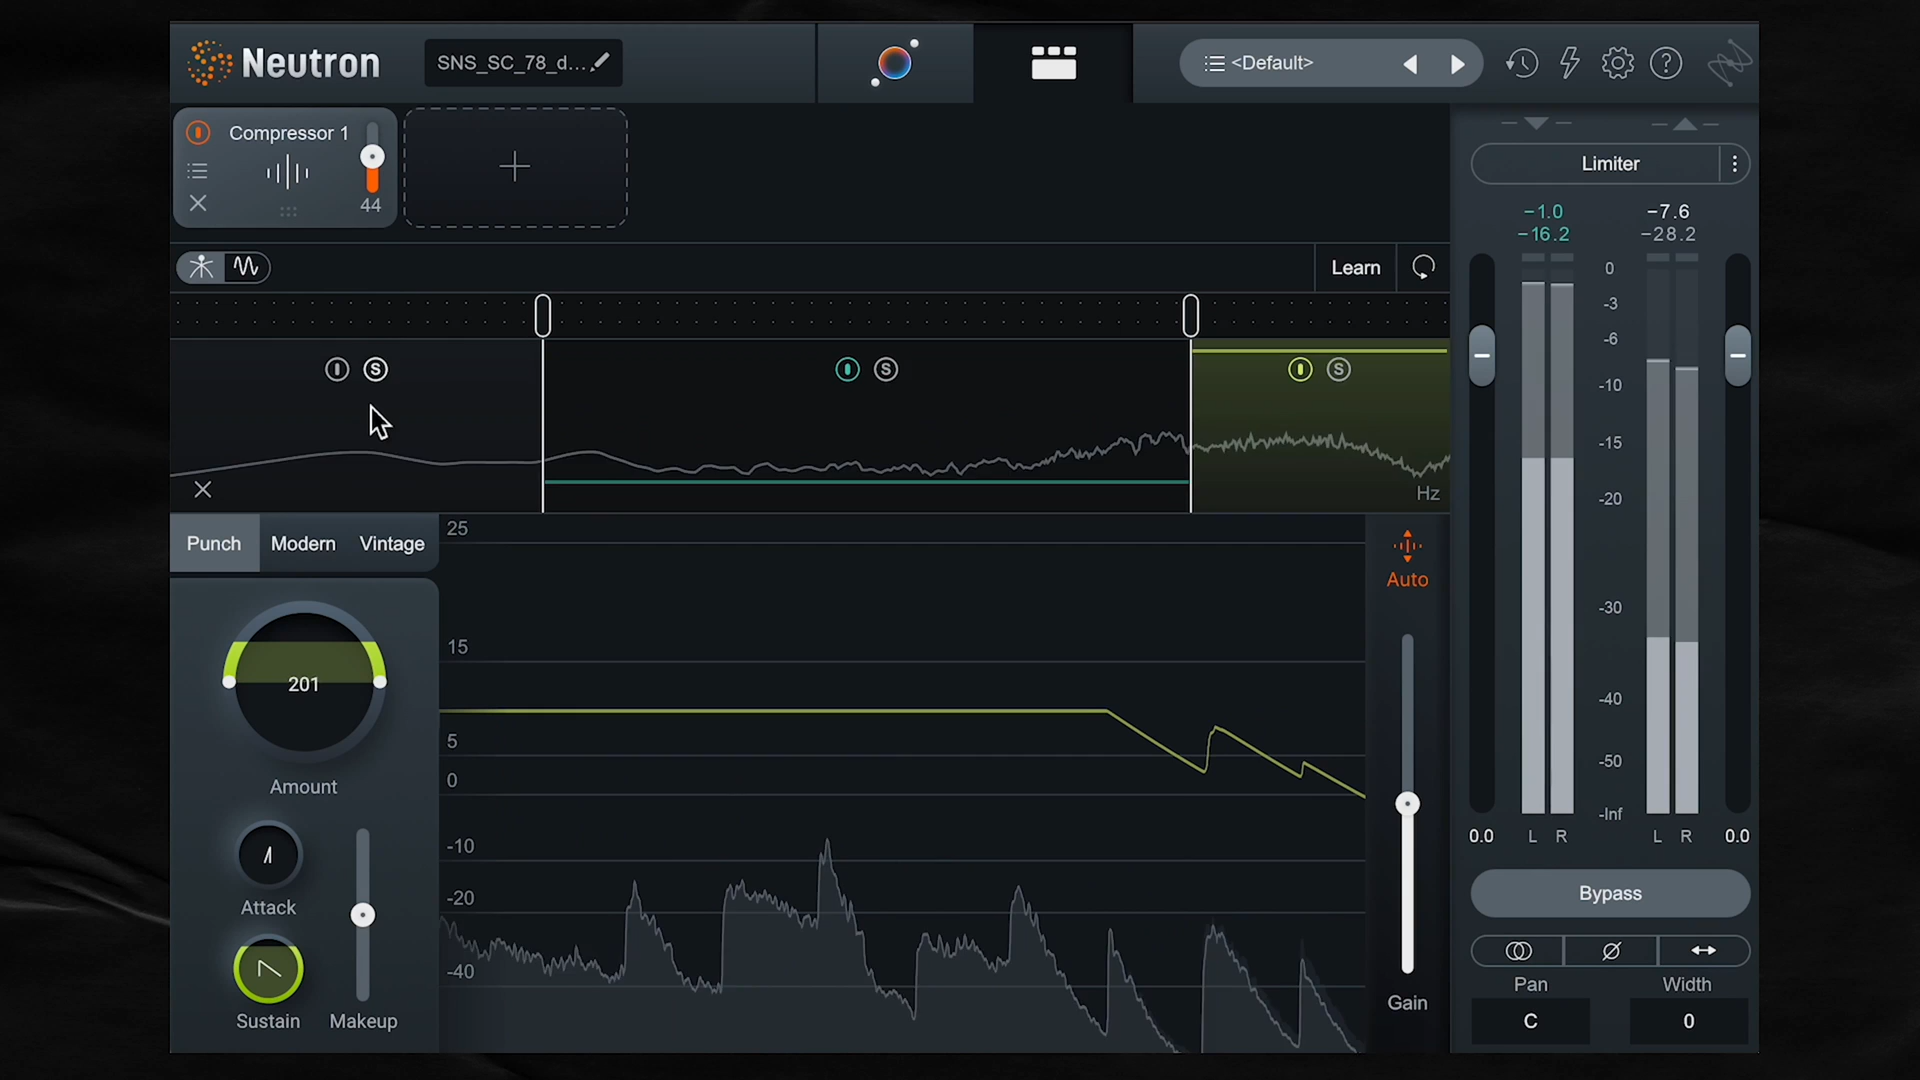 Neutron
SNS_SC_78_d...
<Default>
Compressor 1
44
Limiter
-1.0
-16.2
-7.6
-28.2
Learn
S
S
S
Hz
Punch
Modern
Vintage
201
Amount
Attack
Sustain
Makeup
25
15
5
0
-10
-20
-40
Auto
Gain
0
-3
-6
-10
-15
-20
-30
-40
-50
-Inf
0.0
L
R
L
R
0.0
Bypass
Pan
Width
C
0